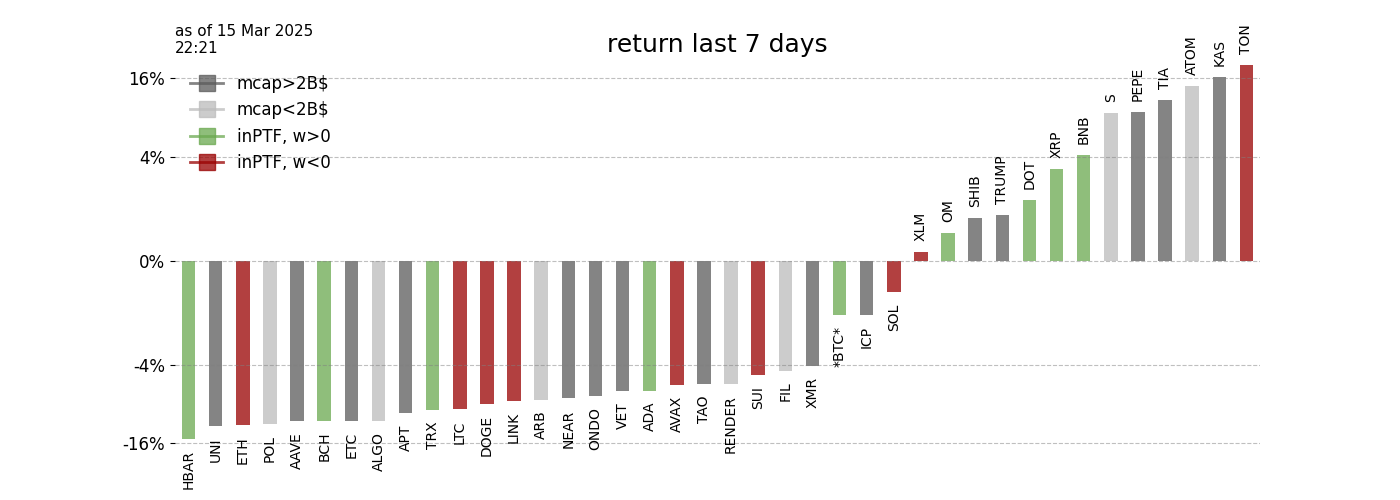 as of 15 Mar 2025
22:21
return last 7 days
mcap>2B$
mcap<2B$
inPTF, w>0
inPTF, w<0
16%
4%
0%
-4%
-16%
HBAR
UNI
ETH
POL
AAVE
BCH
ETC
ALGO
APT
TRX
LTC
DOGE
LINK
ARB
NEAR
ONDO
VET
ADA
AVAX
TAO
RENDER
SUI
FIL
XMR
*BTC*
ICP
SOL
XLM
OM
SHIB
TRUMP
DOT
XRP
BNB
S
PEPE
TIA
ATOM
KAS
TON